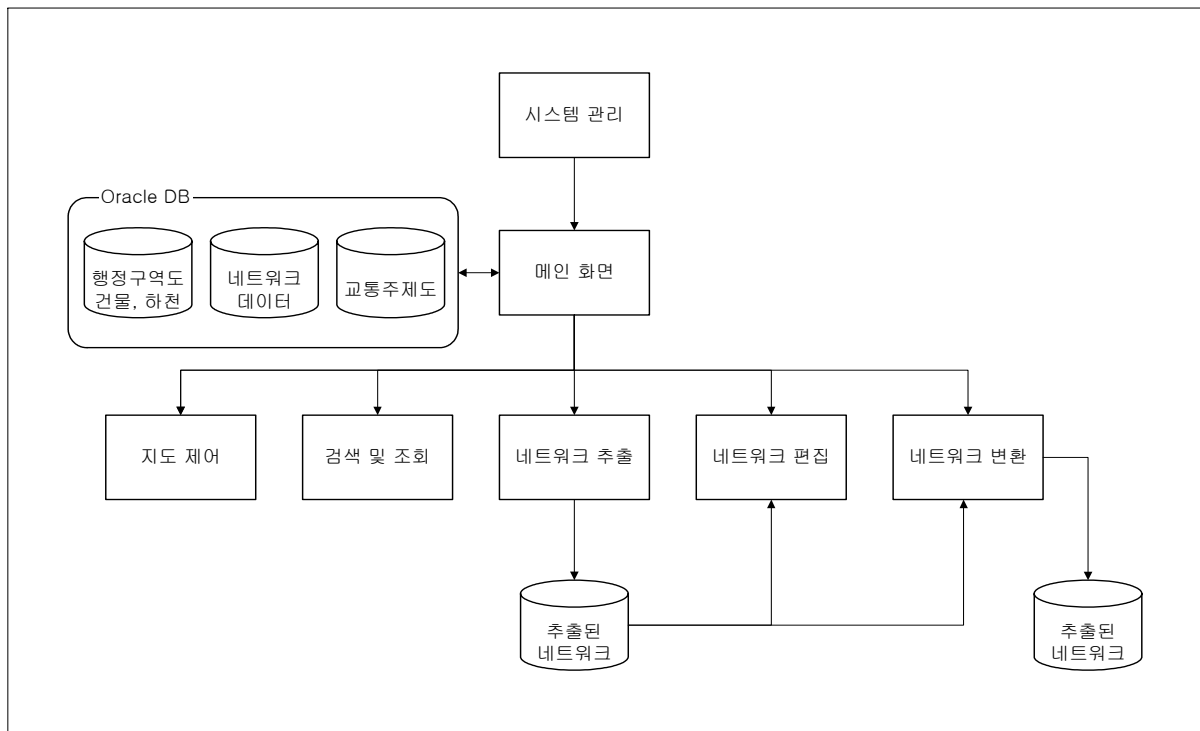 시스템 관리
Oracle DB
행정구역도
건물, 하천
네트워크
데이터
교통주제도
메인 화면
지도 제어
검색 및 조회
네트워크 추출
네트워크 편집
네트워크 변환
추출된
네트워크
추출된
네트워크